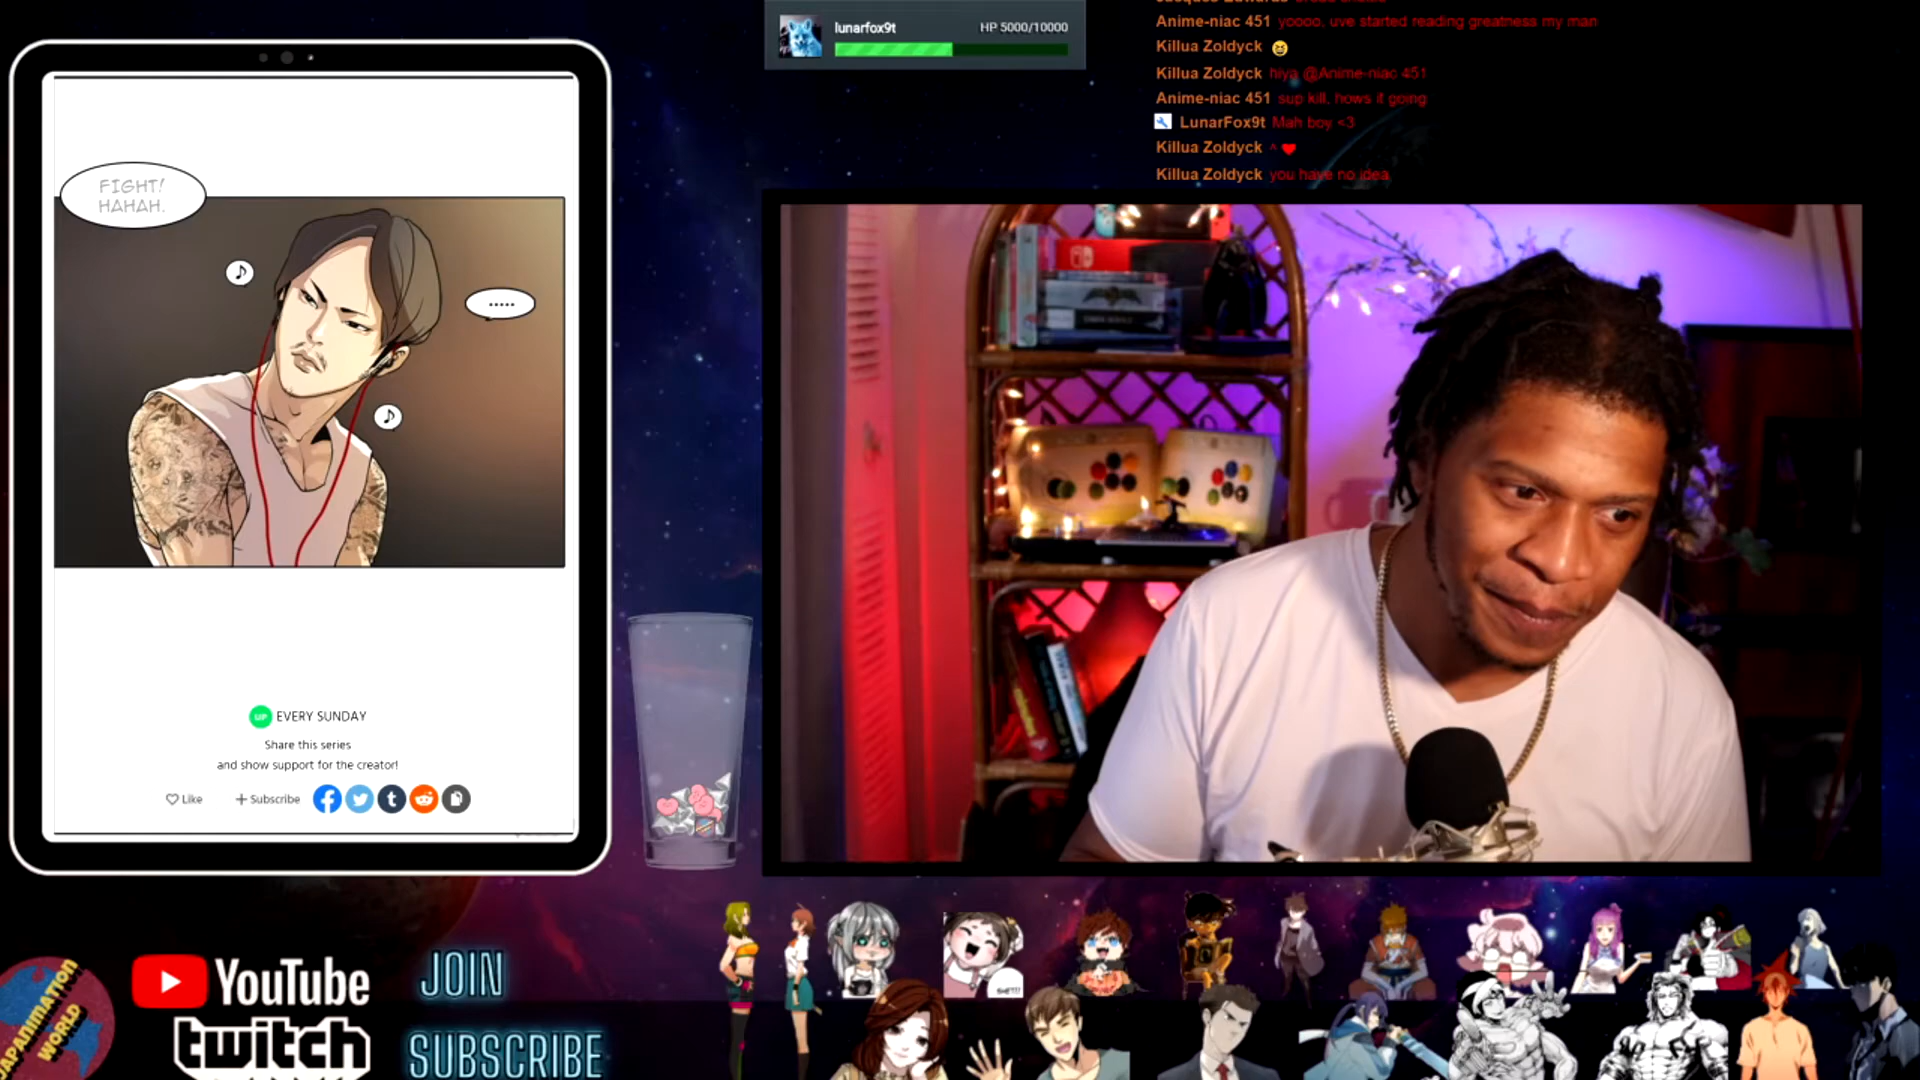 FIGHT!
HAHAH.
.....
UP EVERY SUNDAY
Share this series
and show support for the creator!
Like + Subscribe
lunarfox9t HP 5000/10000
Anime-niac 451 yoooo, uve started reading greatness my man
Killua Zoldyck
Killua Zoldyck hiya @Anime-niac 451
Anime-niac 451 sup kill, hows it going
LunarFox9t Mah boy <3
Killua Zoldyck ^
Killua Zoldyck you have no idea
JAPANIMATION
WORLD
YouTube
twitch
JOIN
SUBSCRIBE